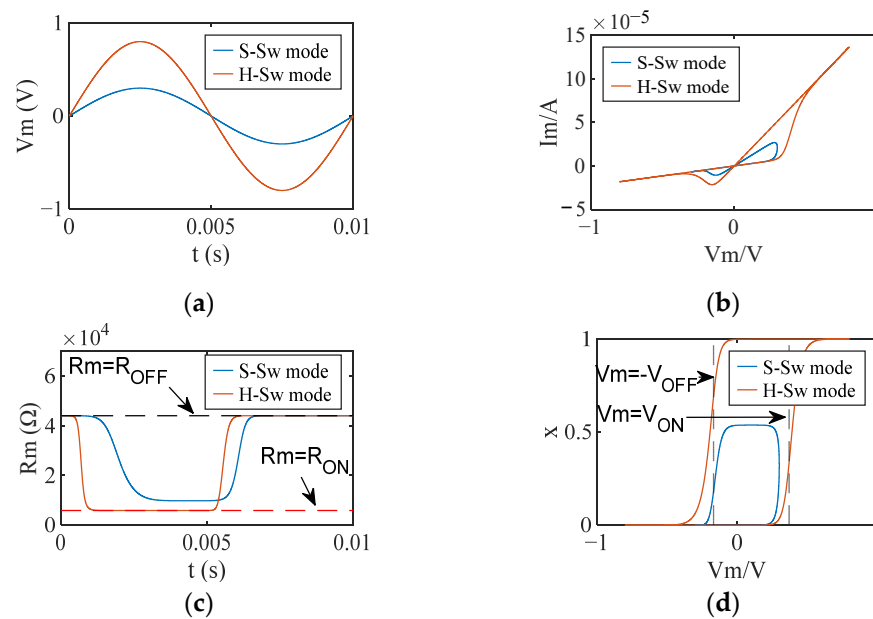 1
S-Sw mode
H-Sw mode
Vm (V)
0
−1
0
0.005
0.01
t (s)
(a)
×10⁻⁵
15
S-Sw mode
H-Sw mode
10
Im/A
5
0
−5
−1
0
Vm/V
(b)
×10⁴
Rm=R_OFF
S-Sw mode
H-Sw mode
6
4
Rm (Ω)
Rm=R_ON
2
0
0
0.005
0.01
t (s)
(c)
1
S-Sw mode
H-Sw mode
Vm=-V_OFF
Vm=V_ON
x
0.5
0
−1
0
Vm/V
(d)